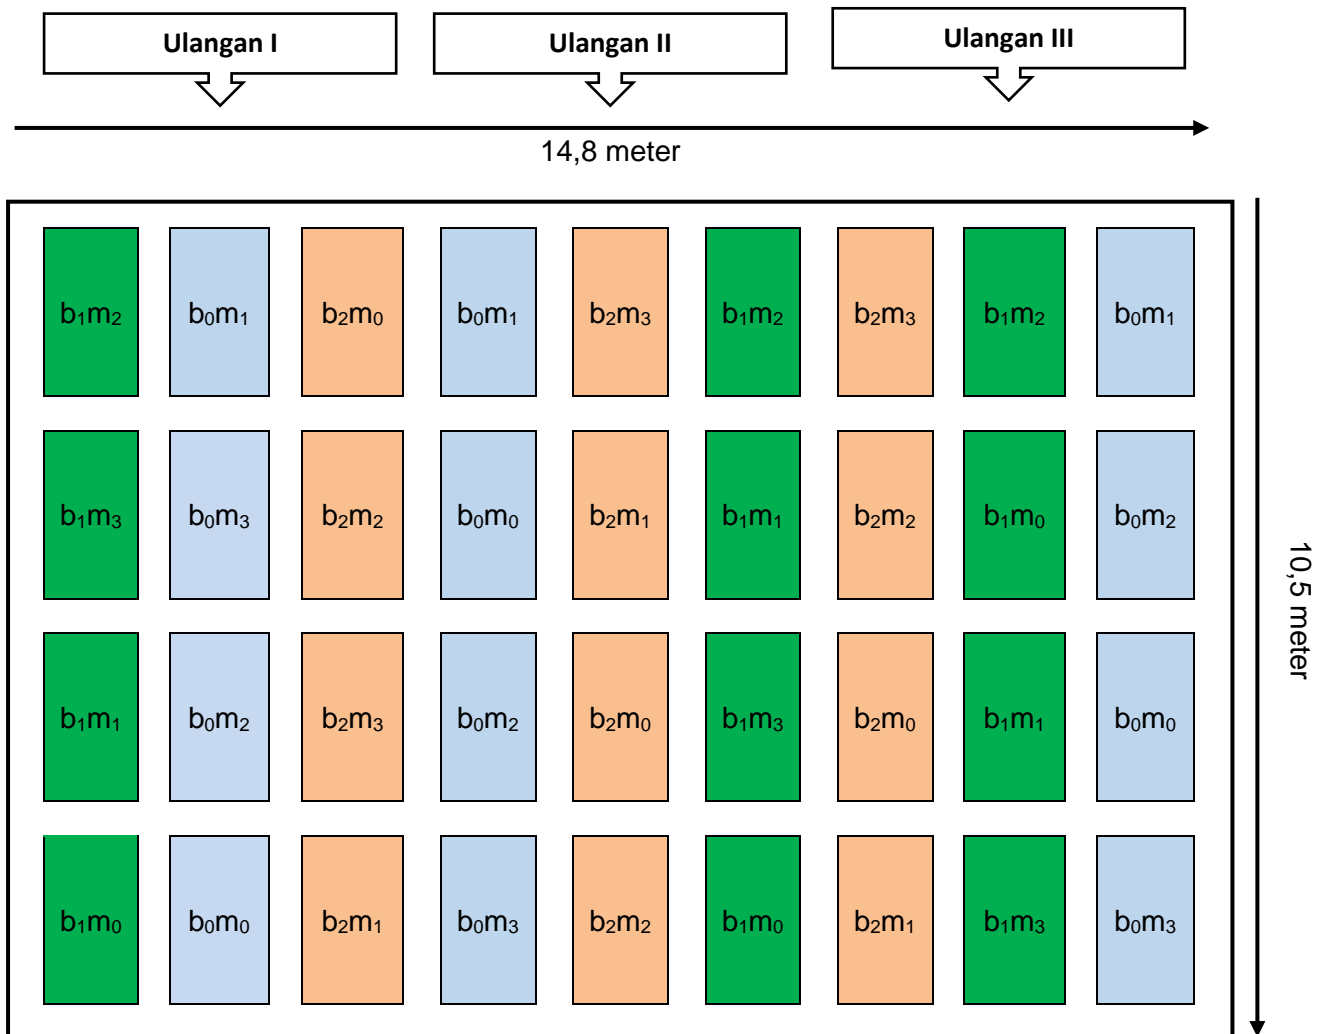 Ulangan I
Ulangan II
Ulangan III
14,8 meter
b₁m₂ b₀m₁ b₂m₀ b₀m₁ b₂m₃ b₁m₂ b₂m₃ b₁m₂ b₀m₁
b₁m₃ b₀m₃ b₂m₂ b₀m₀ b₂m₁ b₁m₁ b₂m₂ b₁m₀ b₀m₂
10,5 meter
b₁m₁ b₀m₂ b₂m₃ b₀m₂ b₂m₀ b₁m₃ b₂m₀ b₁m₁ b₀m₀
b₁m₀ b₀m₀ b₂m₁ b₀m₃ b₂m₂ b₁m₀ b₂m₁ b₁m₃ b₀m₃